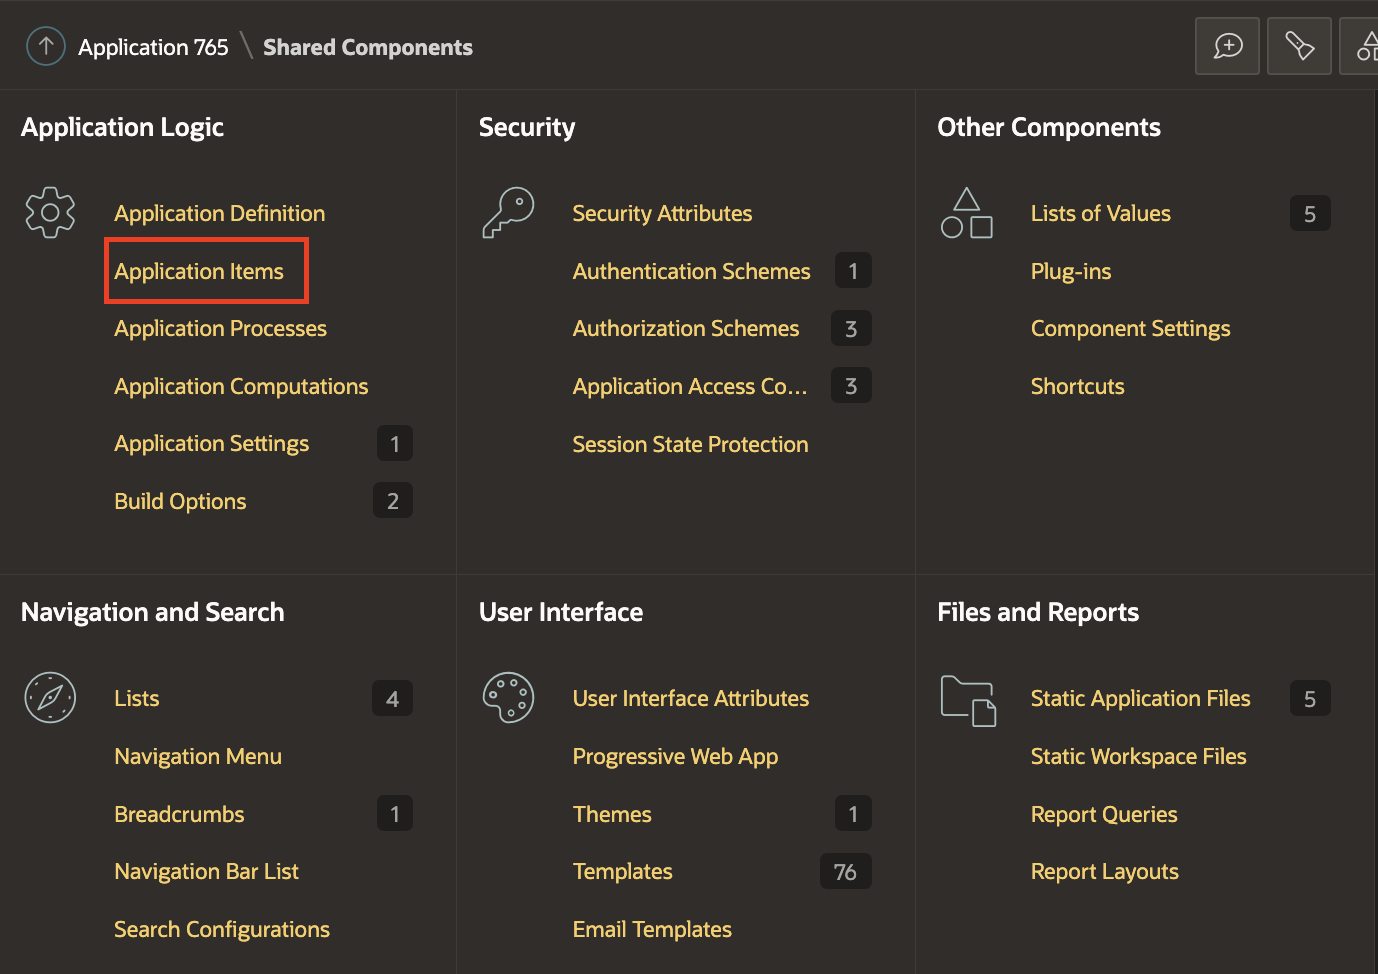 Application 765 \ Shared Components
Application Logic
Application Definition
Application Items
Application Processes
Application Computations
Application Settings 1
Build Options 2
Security
Security Attributes
Authentication Schemes 1
Authorization Schemes 3
Application Access Co... 3
Session State Protection
Other Components
Lists of Values 5
Plug-ins
Component Settings
Shortcuts
Navigation and Search
Lists 4
Navigation Menu
Breadcrumbs 1
Navigation Bar List
Search Configurations
User Interface
User Interface Attributes
Progressive Web App
Themes 1
Templates 76
Email Templates
Files and Reports
Static Application Files 5
Static Workspace Files
Report Queries
Report Layouts